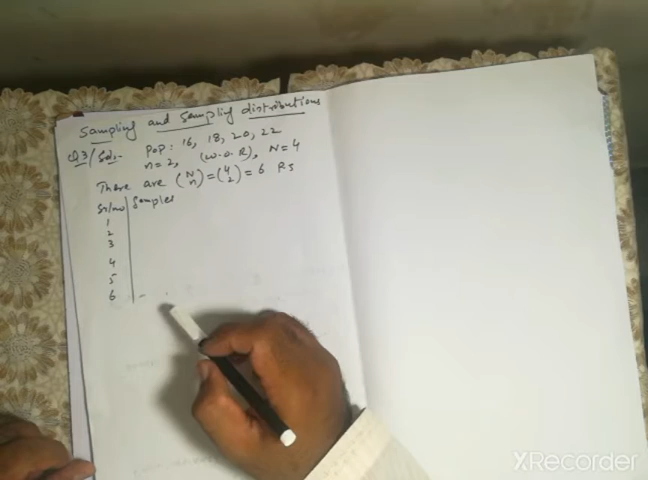 Sampling and Sampling distributions
Q3/Sol:- Pop: 16, 18, 20, 22
n=2, (w.o.R), N=4
There are (N n) = (4 2) = 6 R.S
Sr/no Samples
1
2
3
4
5
6 -
XRecorder